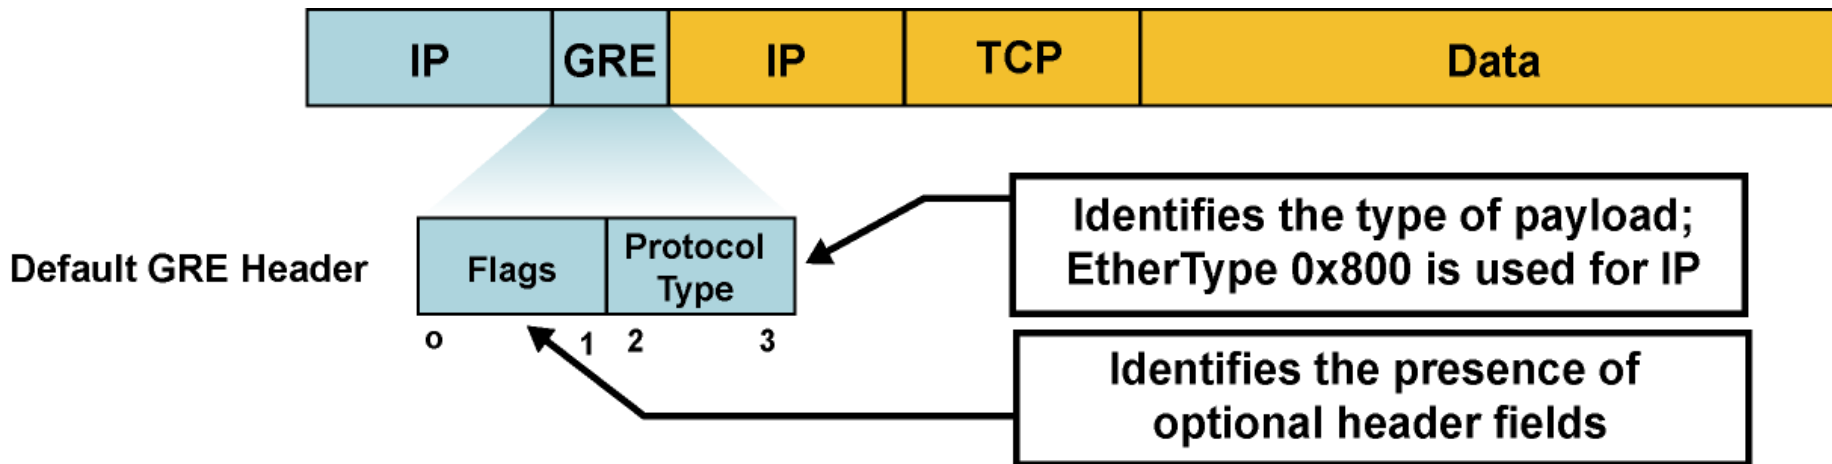 IP GRE IP TCP Data
Default GRE Header
Flags
Protocol
Type
o 1 2 3
Identifies the type of payload;
EtherType 0x800 is used for IP
Identifies the presence of
optional header fields